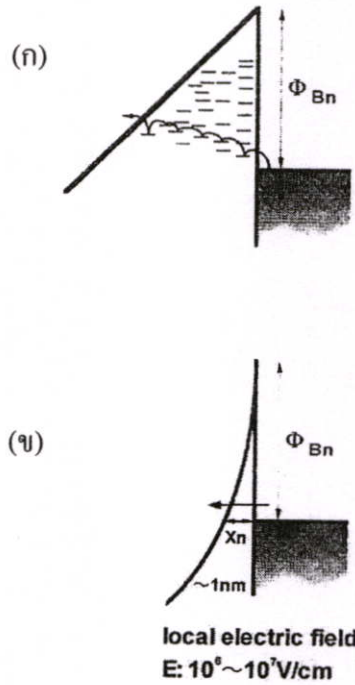 (ก)
Φ Bn
(ข)
Φ Bn
Xn
~1nm
local electric field
E: 10⁶~10⁷V/cm